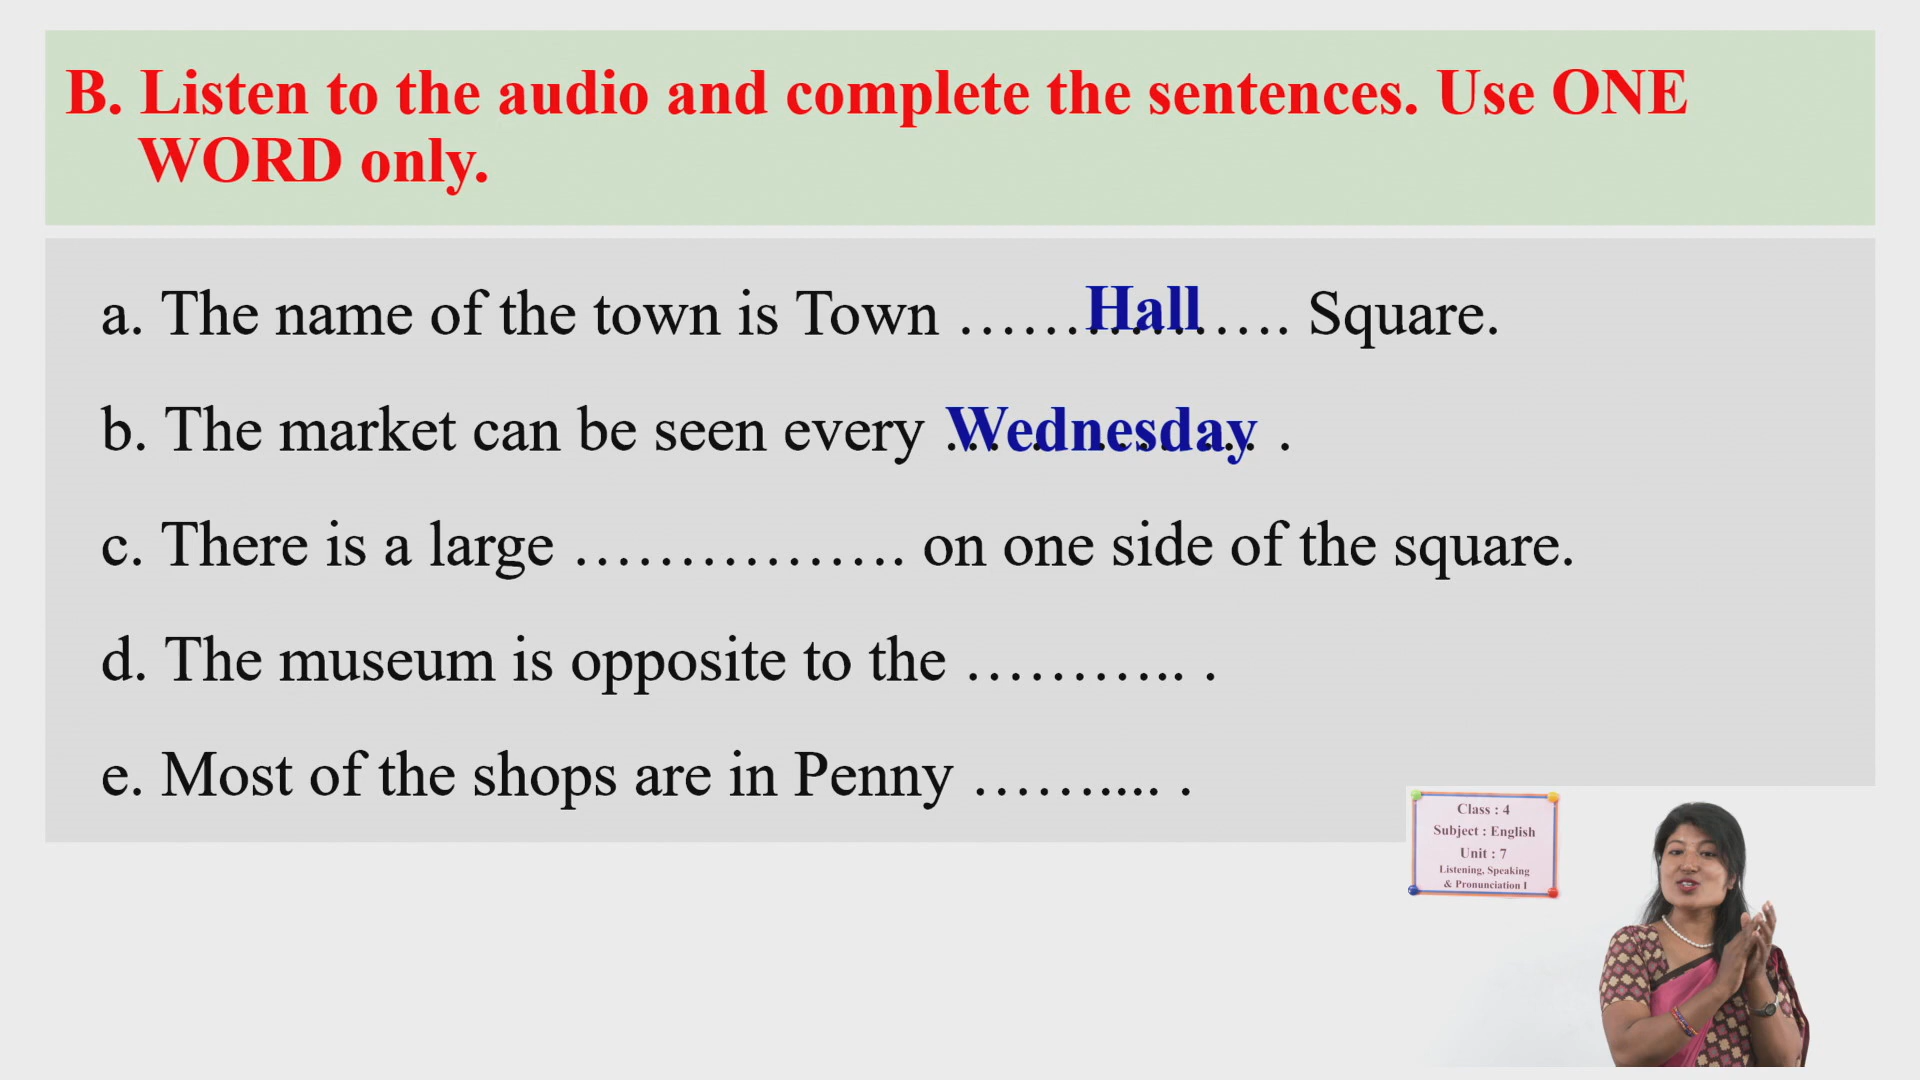 B. Listen to the audio and complete the sentences. Use ONE
WORD only.
a. The name of the town is Town ……Hall……. Square.
b. The market can be seen every Wednesday .
c. There is a large ……………. on one side of the square.
d. The museum is opposite to the ……….. .
e. Most of the shops are in Penny …….... .
Class : 4
Subject : English
Unit : 7
Listening, Speaking
& Pronunciation I